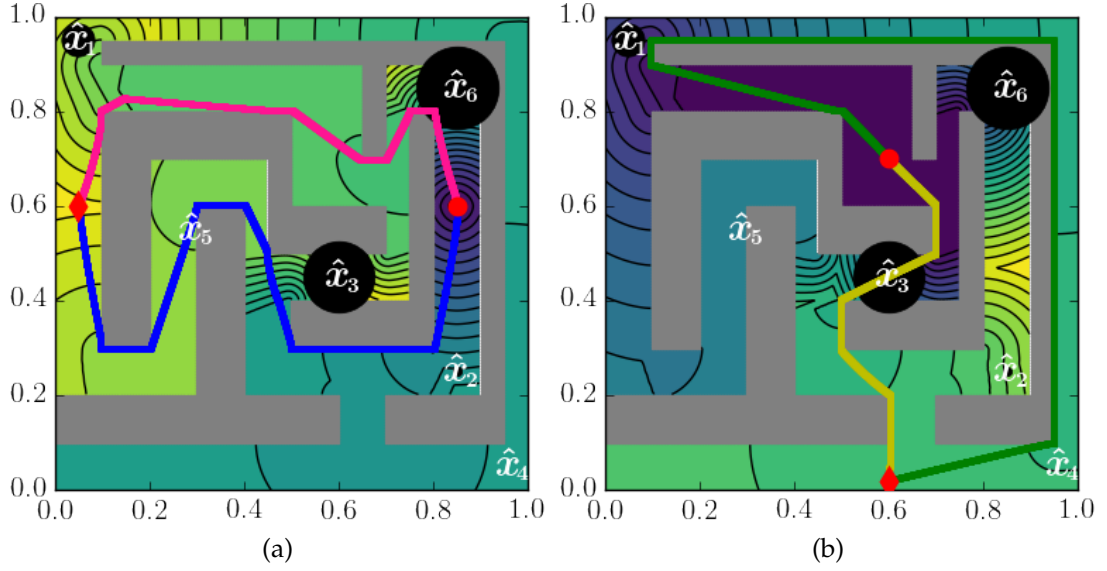 1.0 1.0
x̂₁ x̂₁
x̂₆ x̂₆
0.8 0.8
0.6 0.6
x̂₅ x̂₅
x̂₃ x̂₃
0.4 0.4
x̂₂ x̂₂
0.2 0.2
x̂₄ x̂₄
0.0 0.0
0.0 0.2 0.4 0.6 0.8 1.0 0.0 0.2 0.4 0.6 0.8 1.0
(a) (b)